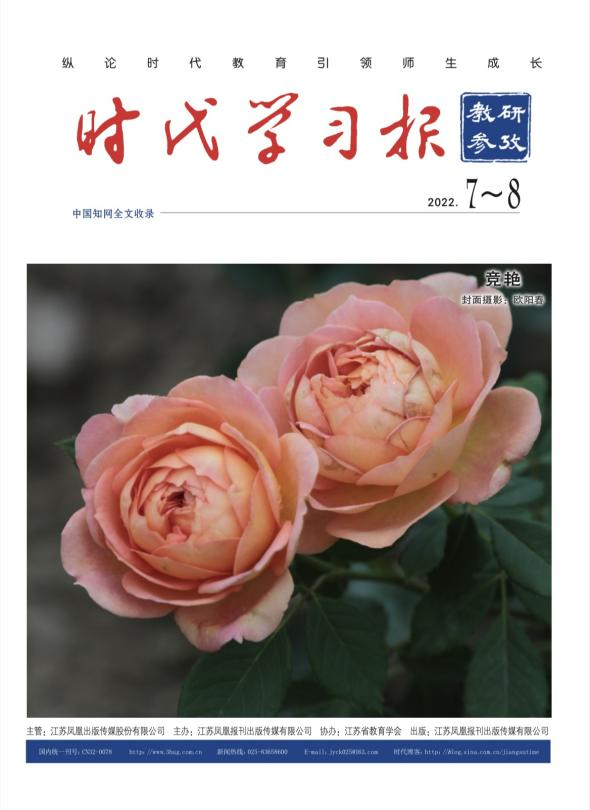 纵论时代教育引领师生成长
时代学习报
教研
参攷
2022. 7～8
中国知网全文收录
竞艳
封面摄影：欧阳春
主管：江苏凤凰出版传媒股份有限公司 主办：江苏凤凰报刊出版传媒有限公司 协办：江苏省教育学会 出版：江苏凤凰报刊出版传媒有限公司
国内统一刊号:CN32-0078 http://www.3bug.com.cn 新闻热线:025-83658600 E-mail:jyck025@163.com 时代博客:http://blog.sina.com.cn/jiangsutime